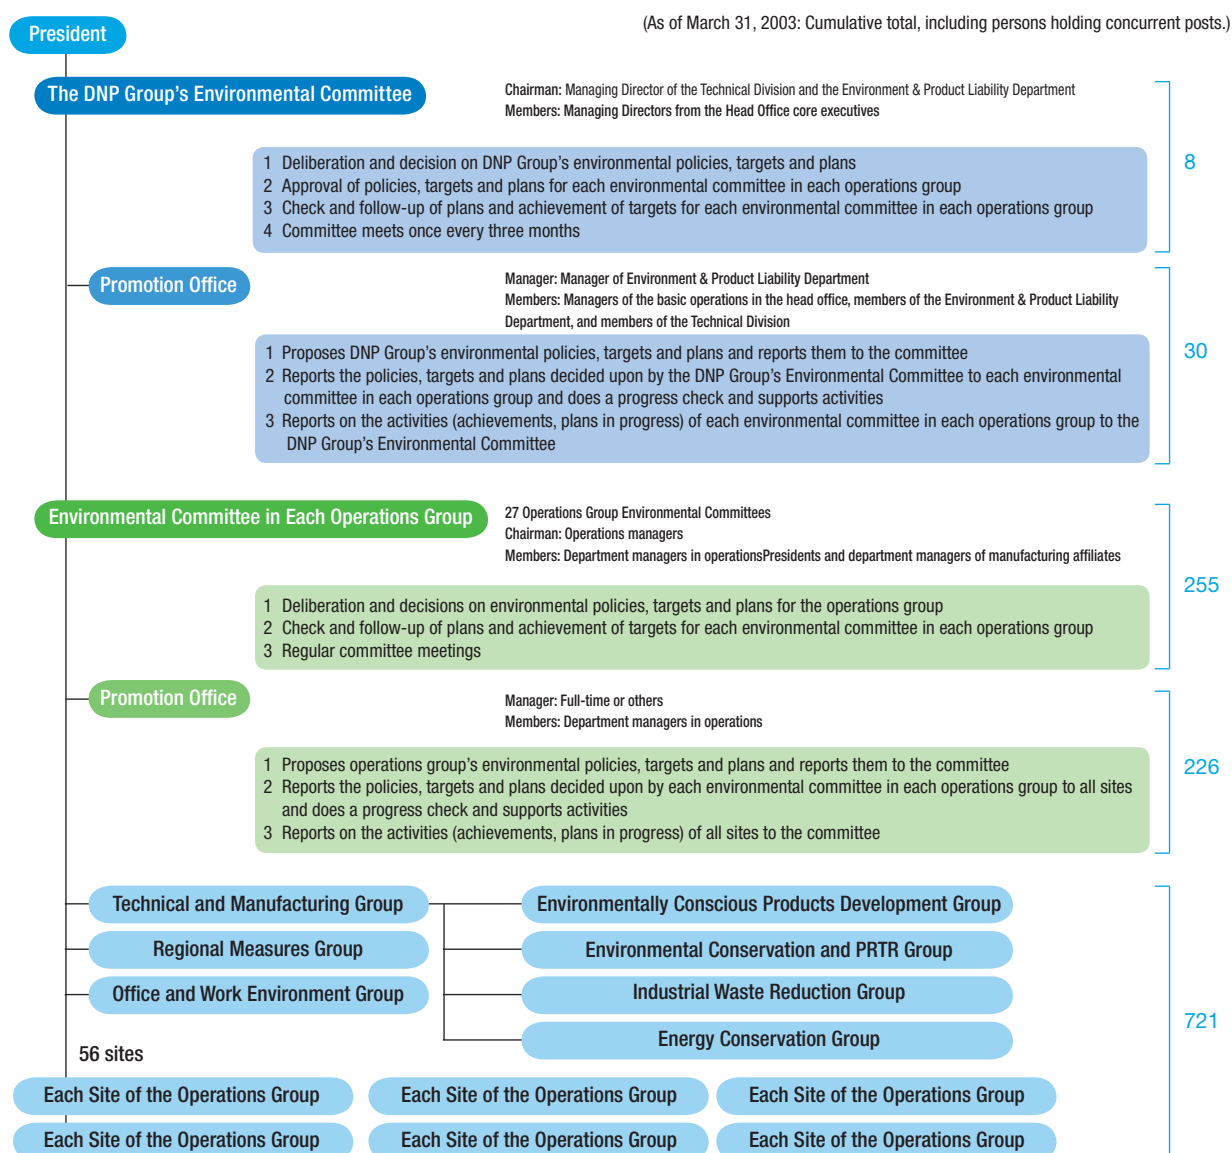 (As of March 31, 2003: Cumulative total, including persons holding concurrent posts.)
President
The DNP Group's Environmental Committee
Chairman: Managing Director of the Technical Division and the Environment & Product Liability Department
Members: Managing Directors from the Head Office core executives
1 Deliberation and decision on DNP Group's environmental policies, targets and plans
2 Approval of policies, targets and plans for each environmental committee in each operations group
3 Check and follow-up of plans and achievement of targets for each environmental committee in each operations group
4 Committee meets once every three months
8
Promotion Office
Manager: Manager of Environment & Product Liability Department
Members: Managers of the basic operations in the head office, members of the Environment & Product Liability
Department, and members of the Technical Division
1 Proposes DNP Group's environmental policies, targets and plans and reports them to the committee
2 Reports the policies, targets and plans decided upon by the DNP Group's Environmental Committee to each environmental
committee in each operations group and does a progress check and supports activities
3 Reports on the activities (achievements, plans in progress) of each environmental committee in each operations group to the
DNP Group's Environmental Committee
30
Environmental Committee in Each Operations Group
27 Operations Group Environmental Committees
Chairman: Operations managers
Members: Department managers in operationsPresidents and department managers of manufacturing affiliates
1 Deliberation and decisions on environmental policies, targets and plans for the operations group
2 Check and follow-up of plans and achievement of targets for each environmental committee in each operations group
3 Regular committee meetings
255
Promotion Office
Manager: Full-time or others
Members: Department managers in operations
1 Proposes operations group's environmental policies, targets and plans and reports them to the committee
2 Reports the policies, targets and plans decided upon by each environmental committee in each operations group to all sites
and does a progress check and supports activities
3 Reports on the activities (achievements, plans in progress) of all sites to the committee
226
Technical and Manufacturing Group
Environmentally Conscious Products Development Group
Regional Measures Group
Environmental Conservation and PRTR Group
Office and Work Environment Group
Industrial Waste Reduction Group
Energy Conservation Group
721
56 sites
Each Site of the Operations Group
Each Site of the Operations Group
Each Site of the Operations Group
Each Site of the Operations Group
Each Site of the Operations Group
Each Site of the Operations Group